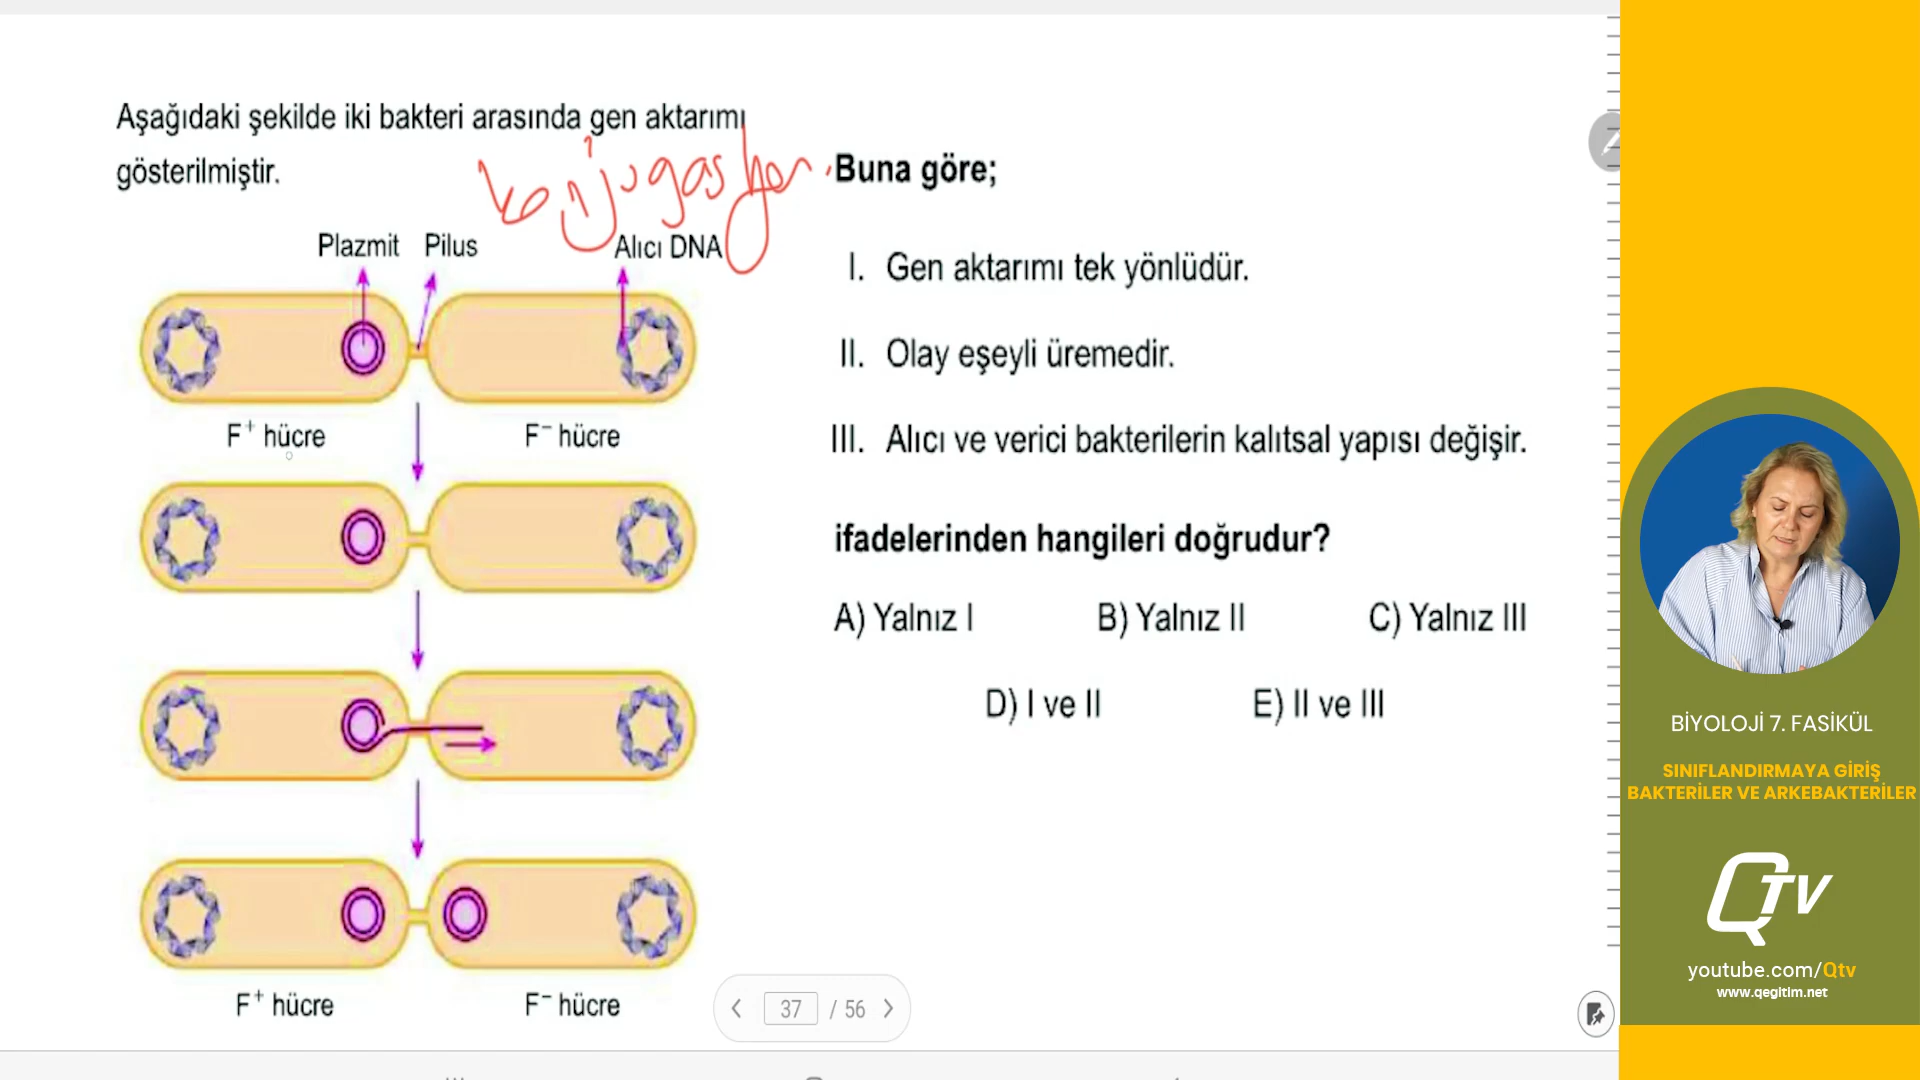 Aşağıdaki şekilde iki bakteri arasında gen aktarımı
gösterilmiştir.
konjugasyon
Plazmit Pilus Alıcı DNA
F⁺ hücre F⁻ hücre
F⁺ hücre F⁻ hücre
Buna göre;
I. Gen aktarımı tek yönlüdür.
II. Olay eşeyli üremedir.
III. Alıcı ve verici bakterilerin kalıtsal yapısı değişir.
ifadelerinden hangileri doğrudur?
A) Yalnız I B) Yalnız II C) Yalnız III
D) I ve II E) II ve III
37 / 56
BİYOLOJİ 7. FASİKÜL
SINIFLANDIRMAYA GİRİŞ
BAKTERİLER VE ARKEBAKTERİLER
QTV
youtube.com/Qtv
www.qegitim.net